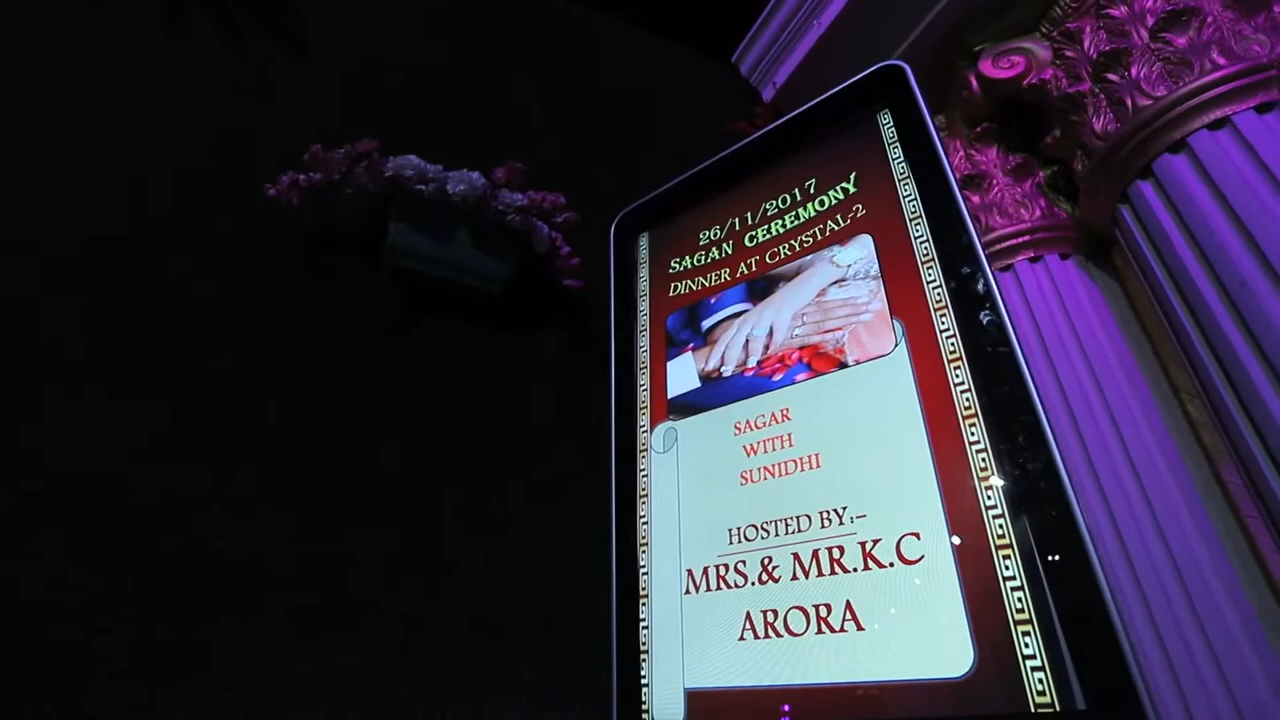 26/11/2017
SAGAN CEREMONY
DINNER AT CRYSTAL-2
SAGAR
WITH
SUNIDHI
HOSTED BY:-
MRS.& MR.K.C
ARORA